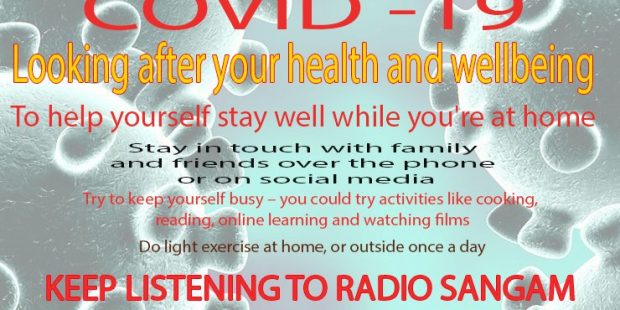 COVID -19
Looking after your health and wellbeing
To help yourself stay well while you're at home
Stay in touch with family
and friends over the phone
or on social media
Try to keep yourself busy – you could try activities like cooking,
reading, online learning and watching films
Do light exercise at home, or outside once a day
KEEP LISTENING TO RADIO SANGAM